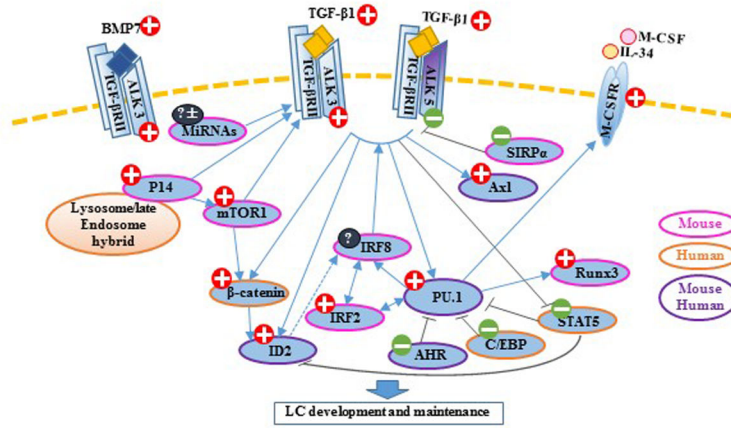 BMP7
TGF-β1
TGF-β1
M-CSF
IL-34
TGF-βRII
ALK 3
TGF-βRII
ALK 3
TGF-βRII
ALK 5
M-CSFR
?±
MiRNAs
SIRPα
P14
Axl
Lysosome/late
Endosome
hybrid
mTOR1
?
IRF8
Mouse
Human
Mouse
Human
Runx3
β-catenin
PU.1
IRF2
STAT5
ID2
AHR
C/EBP
LC development and maintenance